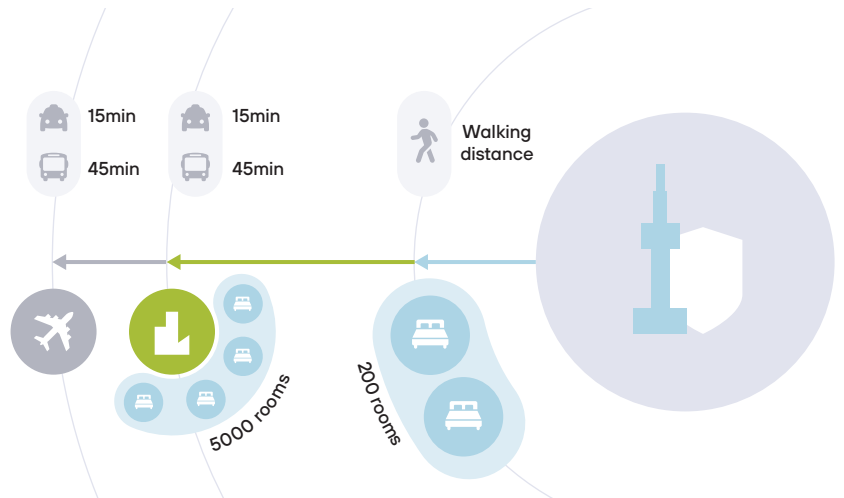 15min
45min
15min
45min
Walking
distance
5000 rooms
200 rooms